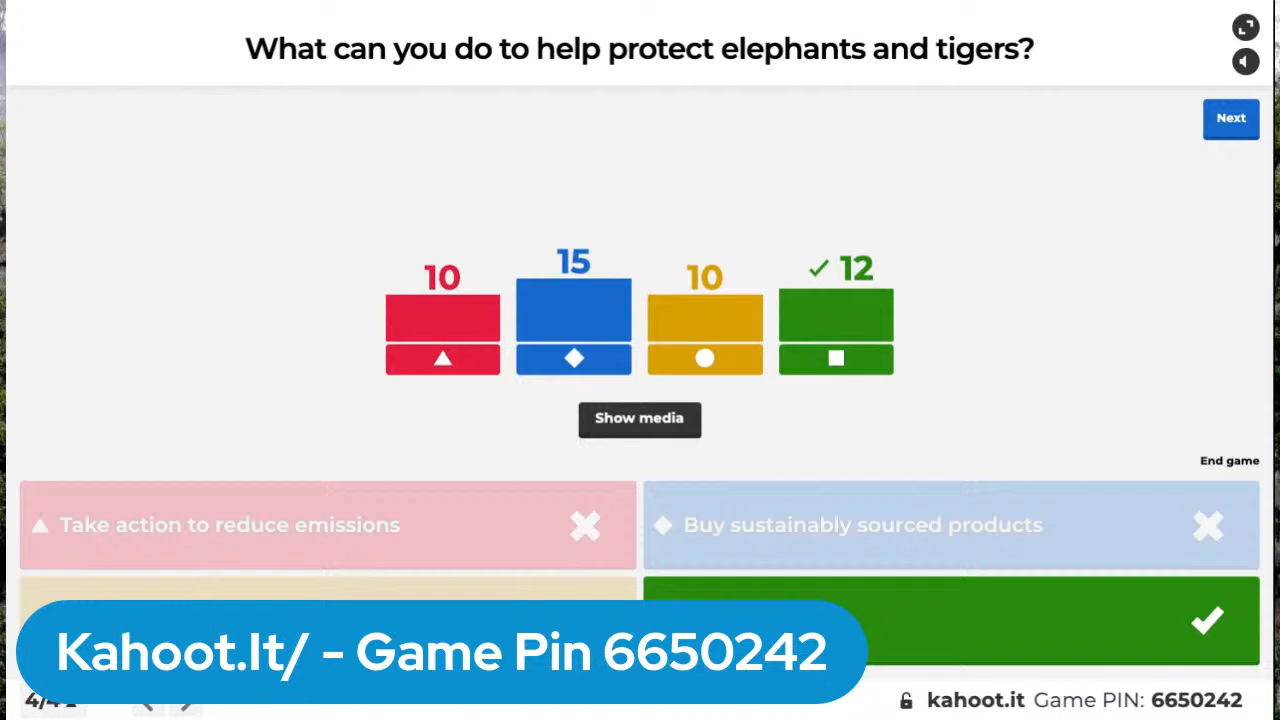 What can you do to help protect elephants and tigers?
Next
10
15
10
12
Show media
End game
Take action to reduce emissions
Buy sustainably sourced products
Kahoot.It/ - Game Pin 6650242
kahoot.it Game PIN: 6650242